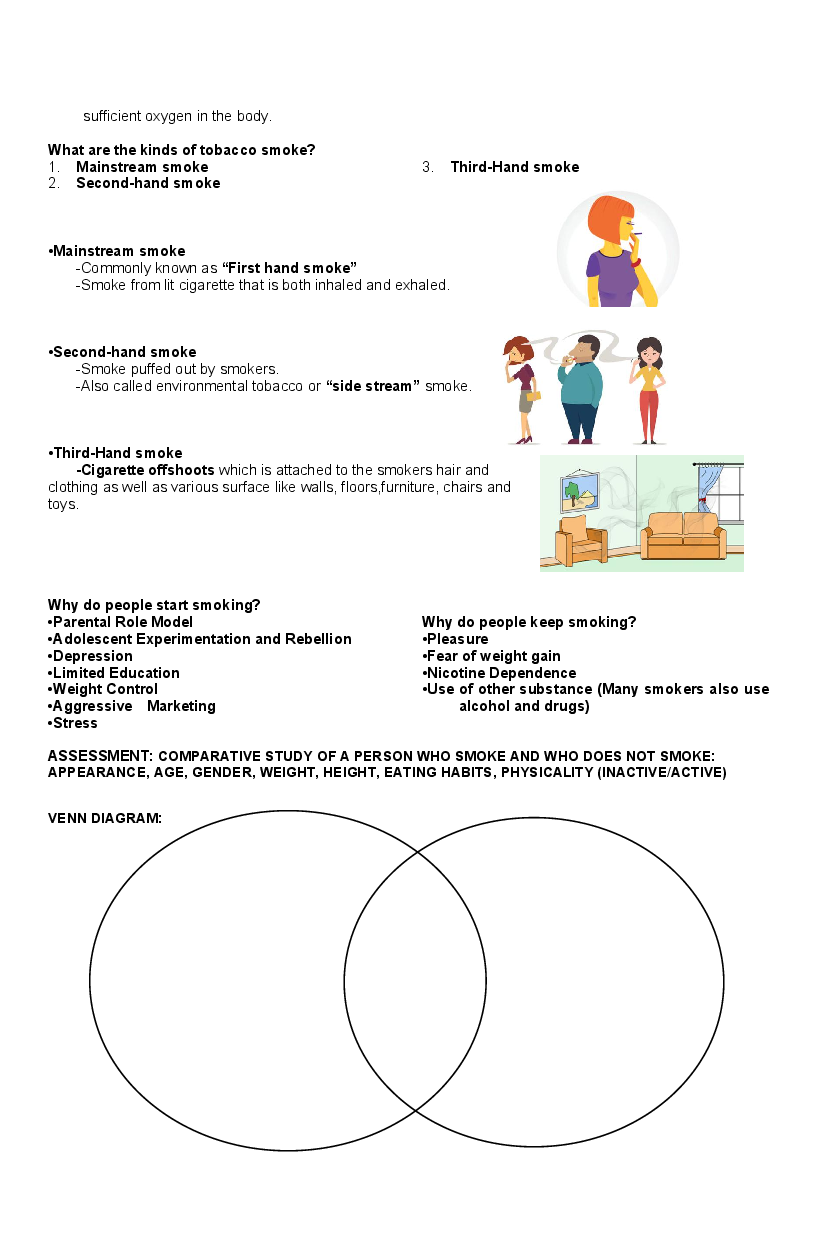 sufficient oxygen in the body.
What are the kinds of tobacco smoke?
1. Mainstream smoke
2. Second-hand smoke
3. Third-Hand smoke
•Mainstream smoke
-Commonly known as “First hand smoke”
-Smoke from lit cigarette that is both inhaled and exhaled.
•Second-hand smoke
-Smoke puffed out by smokers.
-Also called environmental tobacco or “side stream” smoke.
•Third-Hand smoke
-Cigarette offshoots which is attached to the smokers hair and
clothing as well as various surface like walls, floors,furniture, chairs and
toys.
Why do people start smoking?
•Parental Role Model
•Adolescent Experimentation and Rebellion
•Depression
•Limited Education
•Weight Control
•Aggressive Marketing
•Stress
Why do people keep smoking?
•Pleasure
•Fear of weight gain
•Nicotine Dependence
•Use of other substance (Many smokers also use
alcohol and drugs)
ASSESSMENT: COMPARATIVE STUDY OF A PERSON WHO SMOKE AND WHO DOES NOT SMOKE:
APPEARANCE, AGE, GENDER, WEIGHT, HEIGHT, EATING HABITS, PHYSICALITY (INACTIVE/ACTIVE)
VENN DIAGRAM: